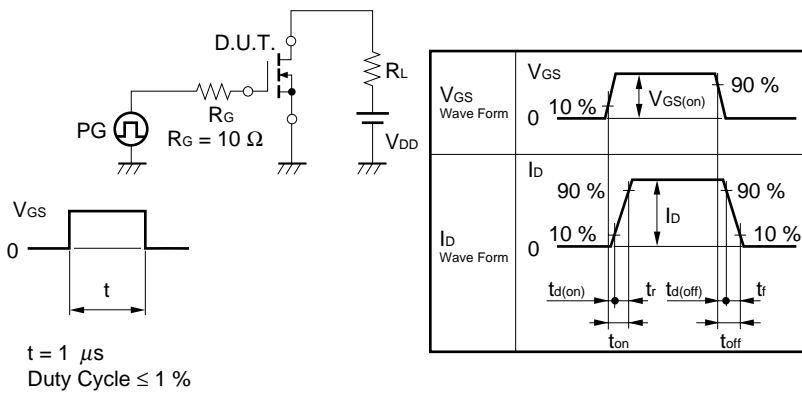 D.U.T.
RL
RG
PG
RG = 10 Ω
VDD
VGS
0
t
t = 1 μs
Duty Cycle ≤ 1 %
VGS
Wave Form
VGS
10 %
0
VGS(on)
90 %
ID
Wave Form
ID
90 %
90 %
ID
10 %
10 %
0
td(on)
tr
td(off)
tf
ton
toff